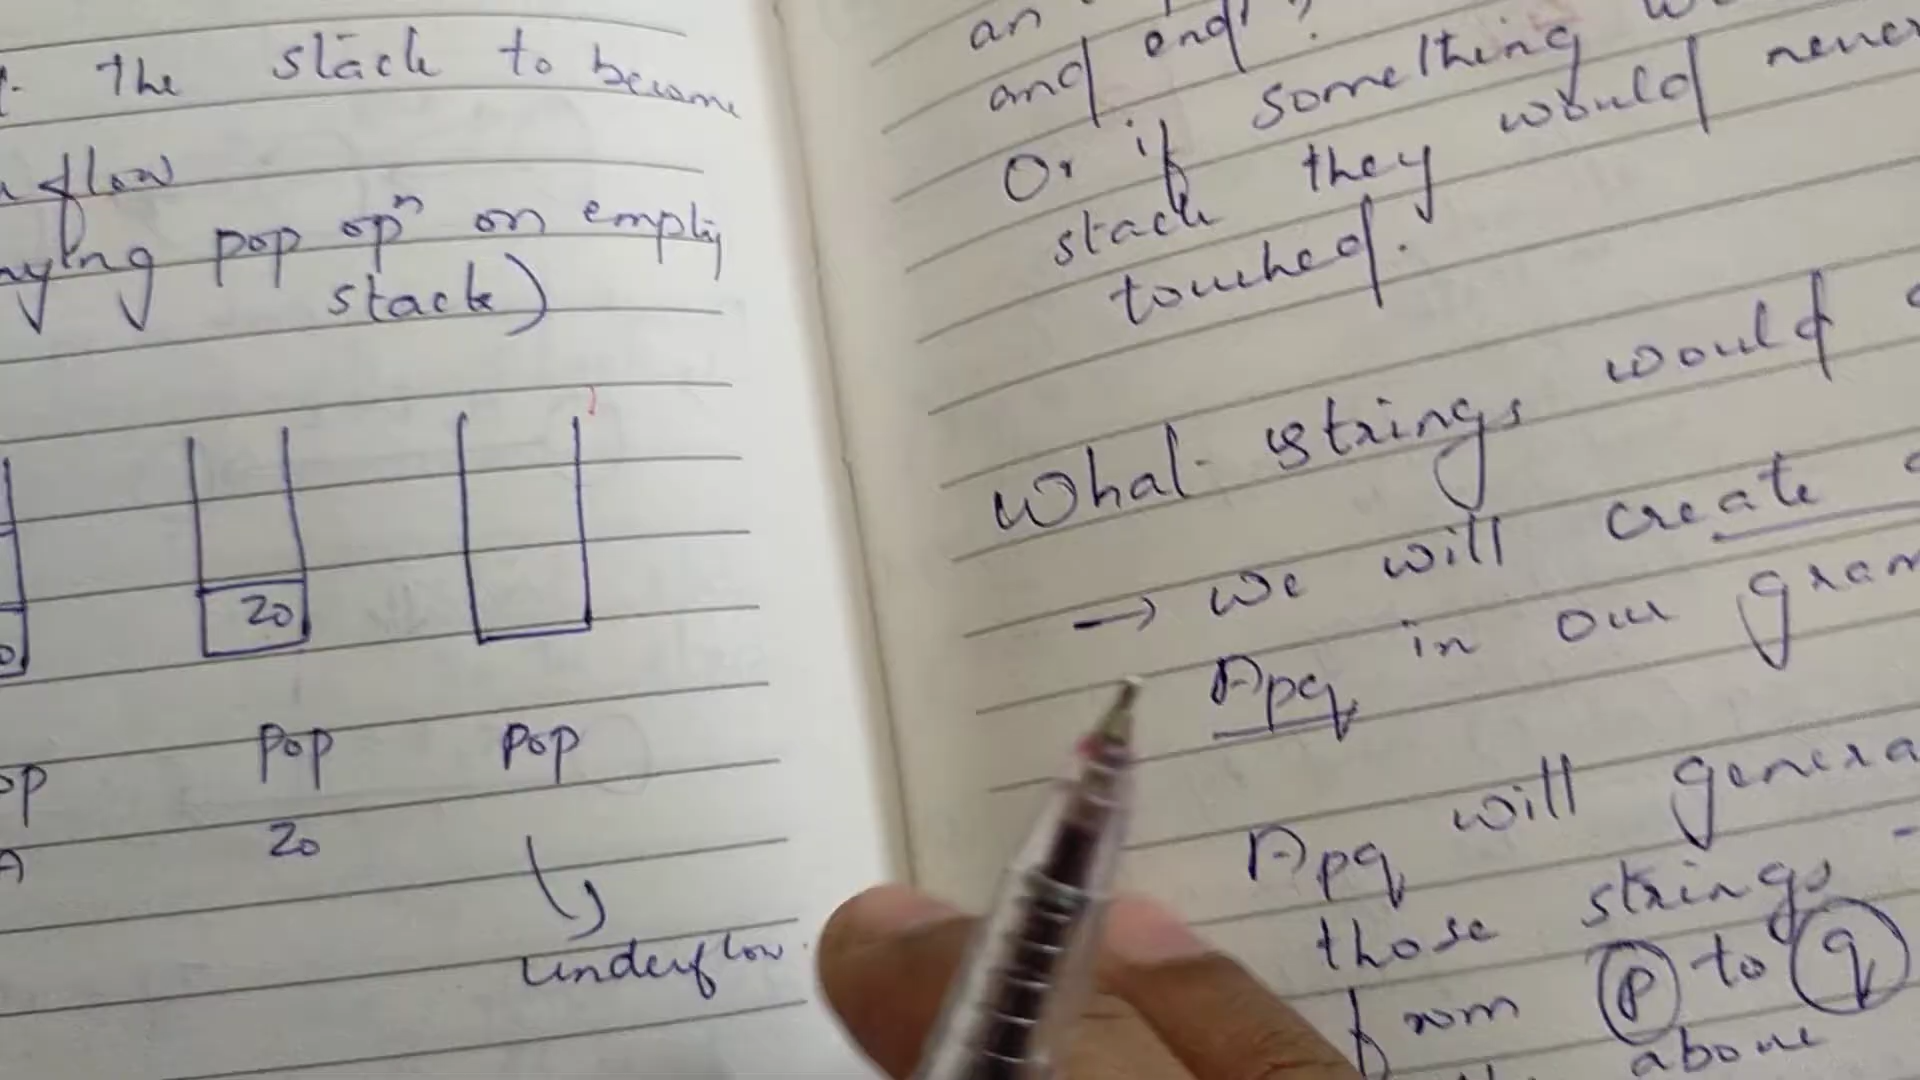 the stack to become
flow
pop opⁿ on empty
stack)
20
pop pop
20
underflow
an
and end?
Or if something
stack they would never
touched.
What strings would
→ We will create
Apq in our
Apq will
those strings -
from p to q
above